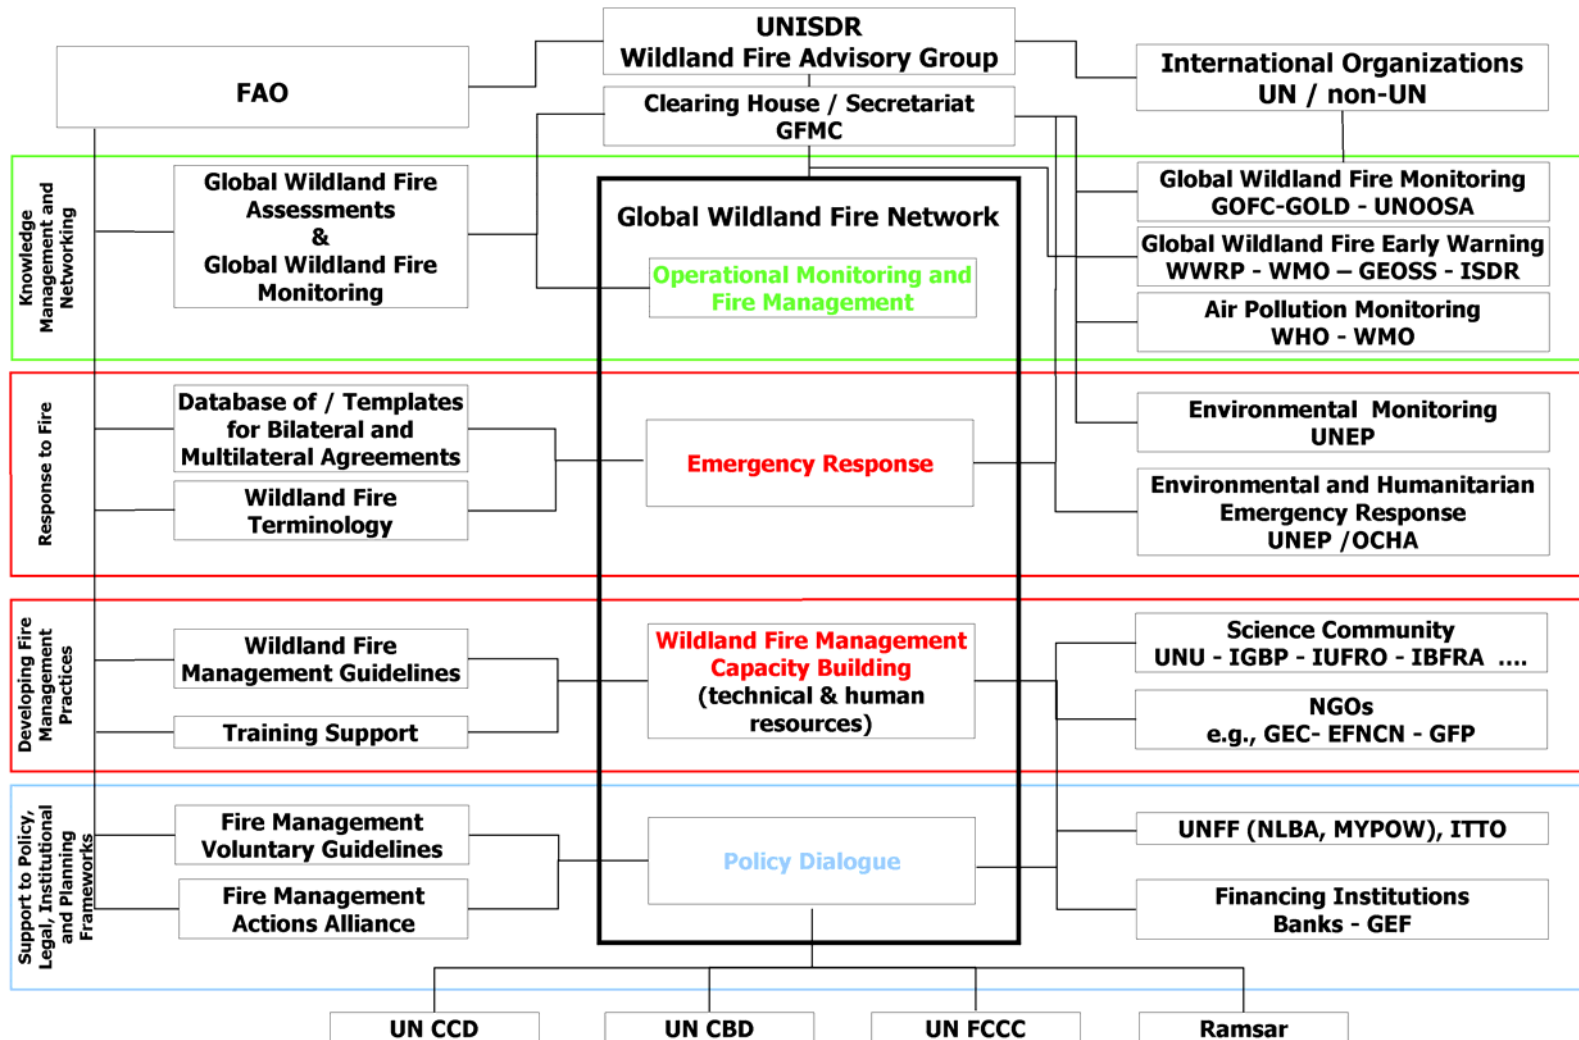 UNISDR
Wildland Fire Advisory Group
FAO
International Organizations
UN / non-UN
Clearing House / Secretariat
GFMC
Knowledge
Management and
Networking
Global Wildland Fire
Assessments
&
Global Wildland Fire
Monitoring
Global Wildland Fire Network
Operational Monitoring and
Fire Management
Global Wildland Fire Monitoring
GOFC-GOLD - UNOOSA
Global Wildland Fire Early Warning
WWRP - WMO – GEOSS - ISDR
Air Pollution Monitoring
WHO - WMO
Response to Fire
Database of / Templates
for Bilateral and
Multilateral Agreements
Wildland Fire
Terminology
Emergency Response
Environmental Monitoring
UNEP
Environmental and Humanitarian
Emergency Response
UNEP /OCHA
Developing Fire
Management
Practices
Wildland Fire
Management Guidelines
Training Support
Wildland Fire Management
Capacity Building
(technical & human
resources)
Science Community
UNU - IGBP - IUFRO - IBFRA ....
NGOs
e.g., GEC- EFNCN - GFP
Support to Policy,
Legal, Institutional
and Planning
Frameworks
Fire Management
Voluntary Guidelines
Fire Management
Actions Alliance
Policy Dialogue
UNFF (NLBA, MYPOW), ITTO
Financing Institutions
Banks - GEF
UN CCD
UN CBD
UN FCCC
Ramsar